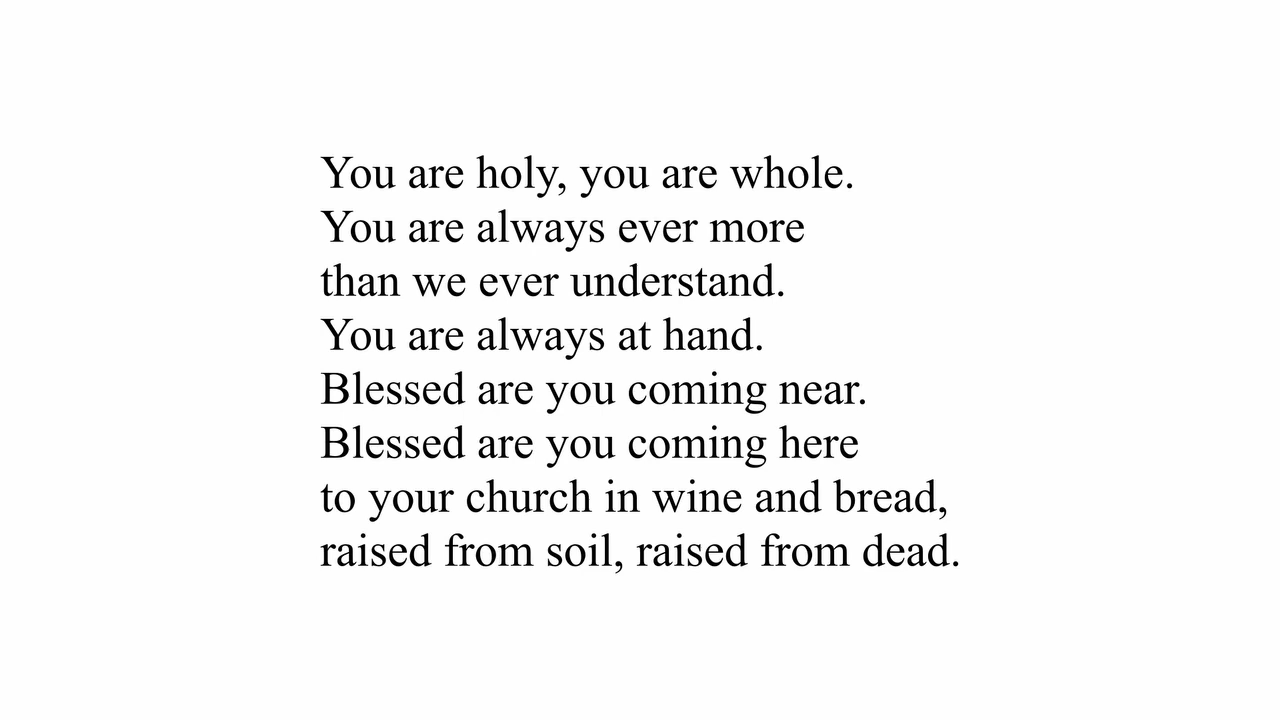 You are holy, you are whole.
You are always ever more
than we ever understand.
You are always at hand.
Blessed are you coming near.
Blessed are you coming here
to your church in wine and bread,
raised from soil, raised from dead.